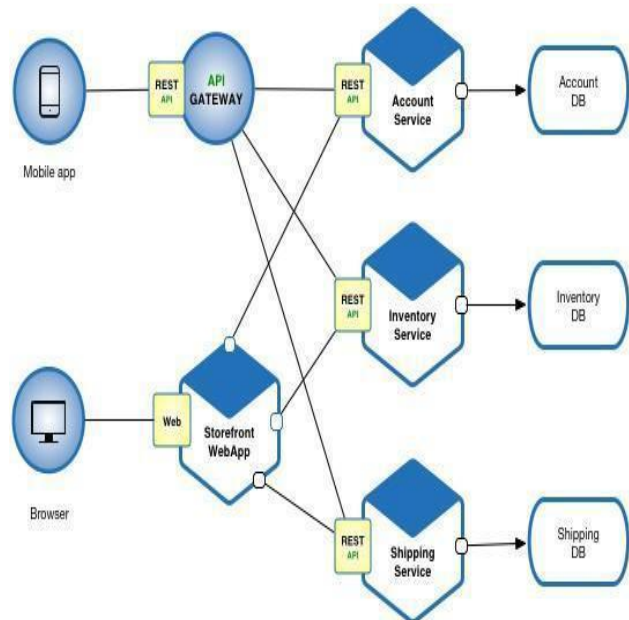 Mobile app
REST
API
API
GATEWAY
REST
API
Account
Service
Account
DB
REST
API
Inventory
Service
Inventory
DB
Browser
Web
Storefront
WebApp
REST
API
Shipping
Service
Shipping
DB